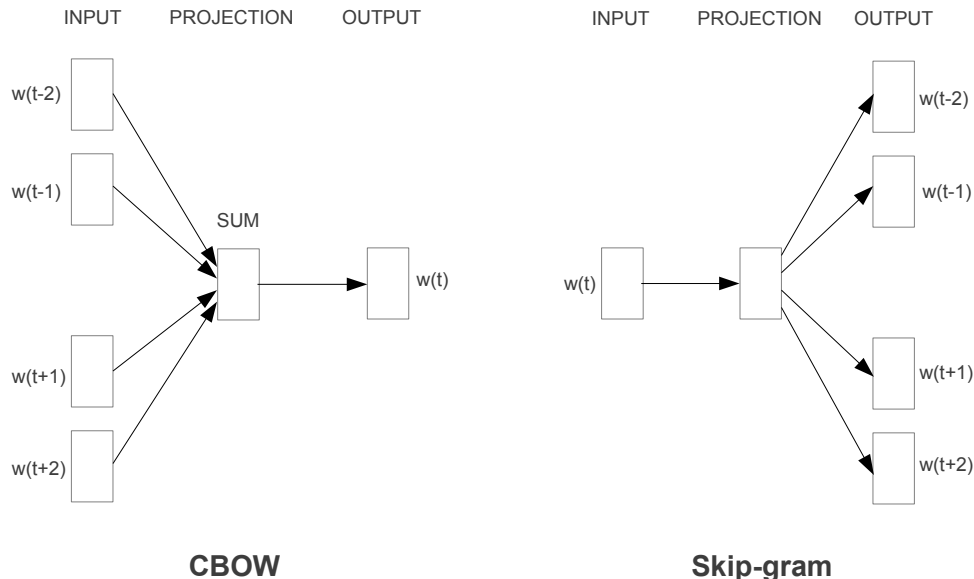 INPUT PROJECTION OUTPUT
w(t-2)
w(t-1)
SUM
w(t)
w(t+1)
w(t+2)
CBOW
INPUT PROJECTION OUTPUT
w(t-2)
w(t-1)
w(t)
w(t+1)
w(t+2)
Skip-gram